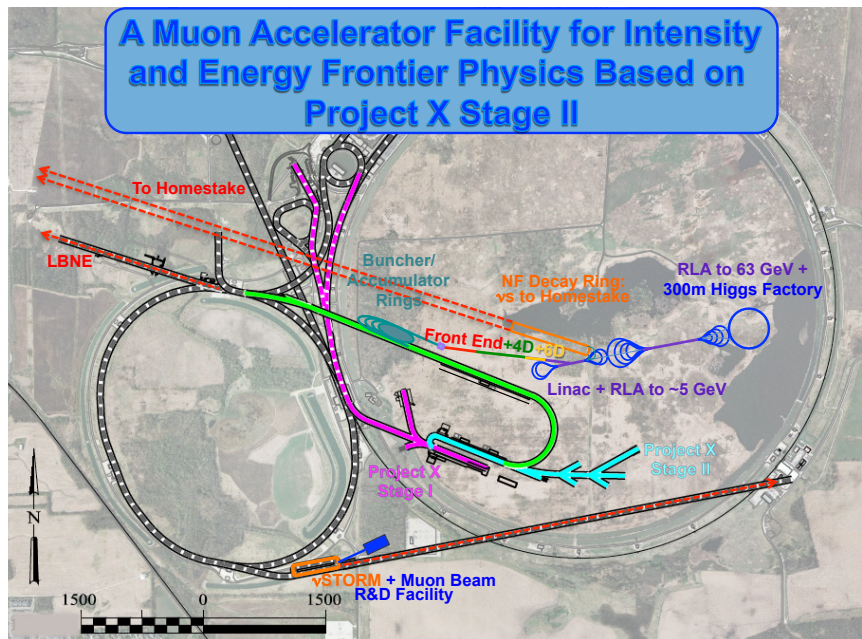 A Muon Accelerator Facility for Intensity
and Energy Frontier Physics Based on
Project X Stage II
To Homestake
LBNE
Buncher/
Accumulator
Rings
NF Decay Ring:
νs to Homestake
RLA to 63 GeV +
300m Higgs Factory
Front End+4D+6D
Linac + RLA to ~5 GeV
Project X
Stage I
Project X
Stage II
N
νSTORM + Muon Beam
R&D Facility
1500 0 1500